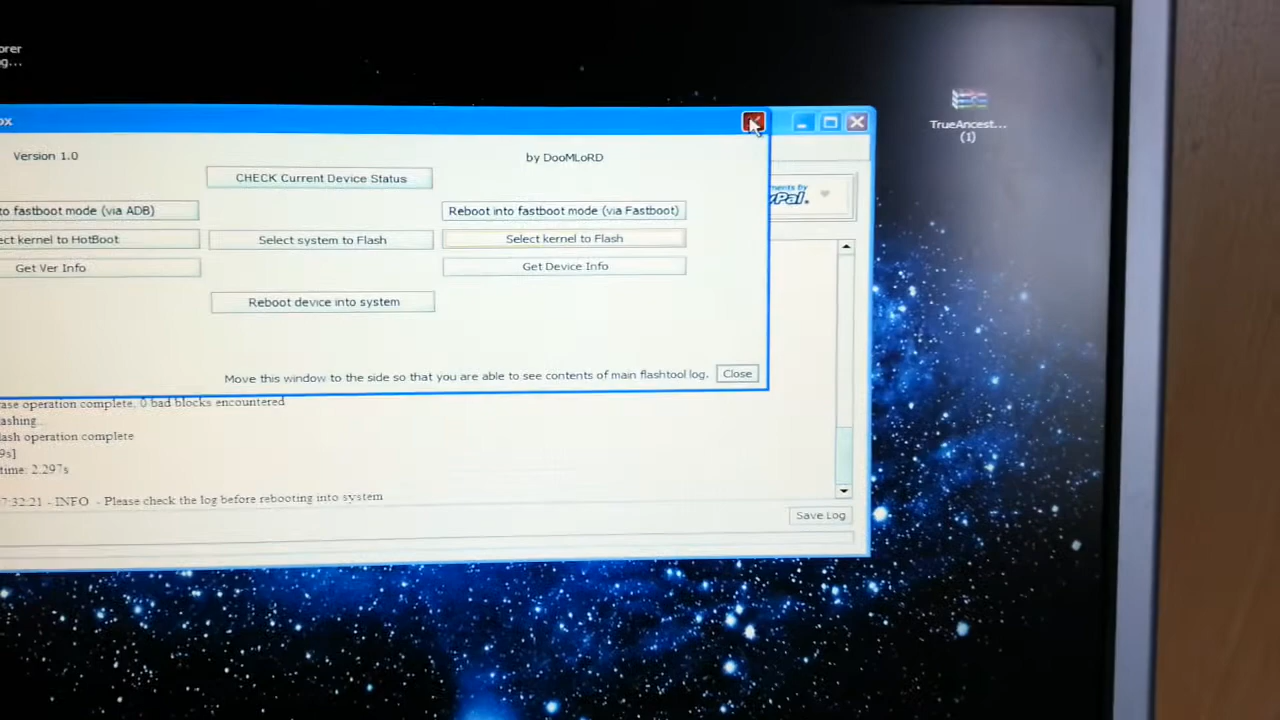 orer
g...
ox
TrueAncest...
(1)
Version 1.0
by DooMLoRD
CHECK Current Device Status
to fastboot mode (via ADB)
Reboot into fastboot mode (via Fastboot)
ments by
yPal.
ect kernel to HotBoot
Select system to Flash
Select kernel to Flash
Get Ver Info
Get Device Info
Reboot device into system
Move this window to the side so that you are able to see contents of main flashtool log.
Close
ase operation complete, 0 bad blocks encountered
ashing..
lash operation complete
9s]
time: 2.297s
7:32:21 - INFO - Please check the log before rebooting into system
Save Log